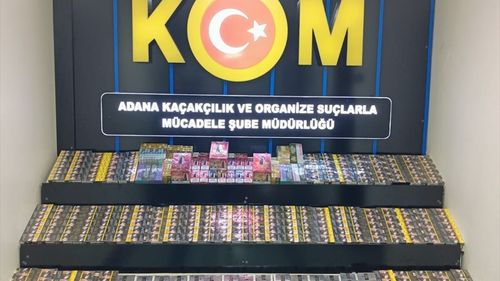 KOM
ADANA KAÇAKÇILIK VE ORGANİZE SUÇLARLA
MÜCADELE ŞUBE MÜDÜRLÜĞÜ